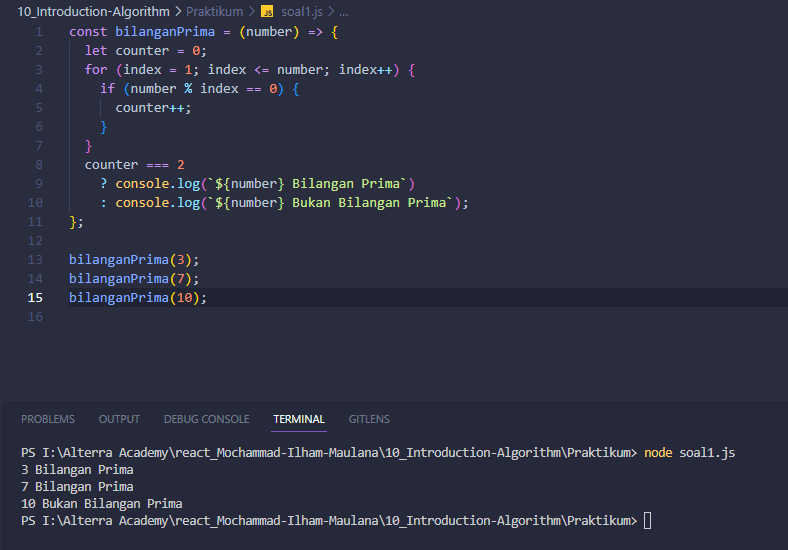 10_Introduction-Algorithm > Praktikum > JS soal1.js > ...
1 const bilanganPrima = (number) => {
2   let counter = 0;
3   for (index = 1; index <= number; index++) {
4     if (number % index == 0) {
5       counter++;
6     }
7   }
8   counter === 2
9     ? console.log(`${number} Bilangan Prima`)
10     : console.log(`${number} Bukan Bilangan Prima`);
11 };
12
13 bilanganPrima(3);
14 bilanganPrima(7);
15 bilanganPrima(10);
16
PROBLEMS OUTPUT DEBUG CONSOLE TERMINAL GITLENS
PS I:\Alterra Academy\react_Mochammad-Ilham-Maulana\10_Introduction-Algorithm\Praktikum> node soal1.js
3 Bilangan Prima
7 Bilangan Prima
10 Bukan Bilangan Prima
PS I:\Alterra Academy\react_Mochammad-Ilham-Maulana\10_Introduction-Algorithm\Praktikum>